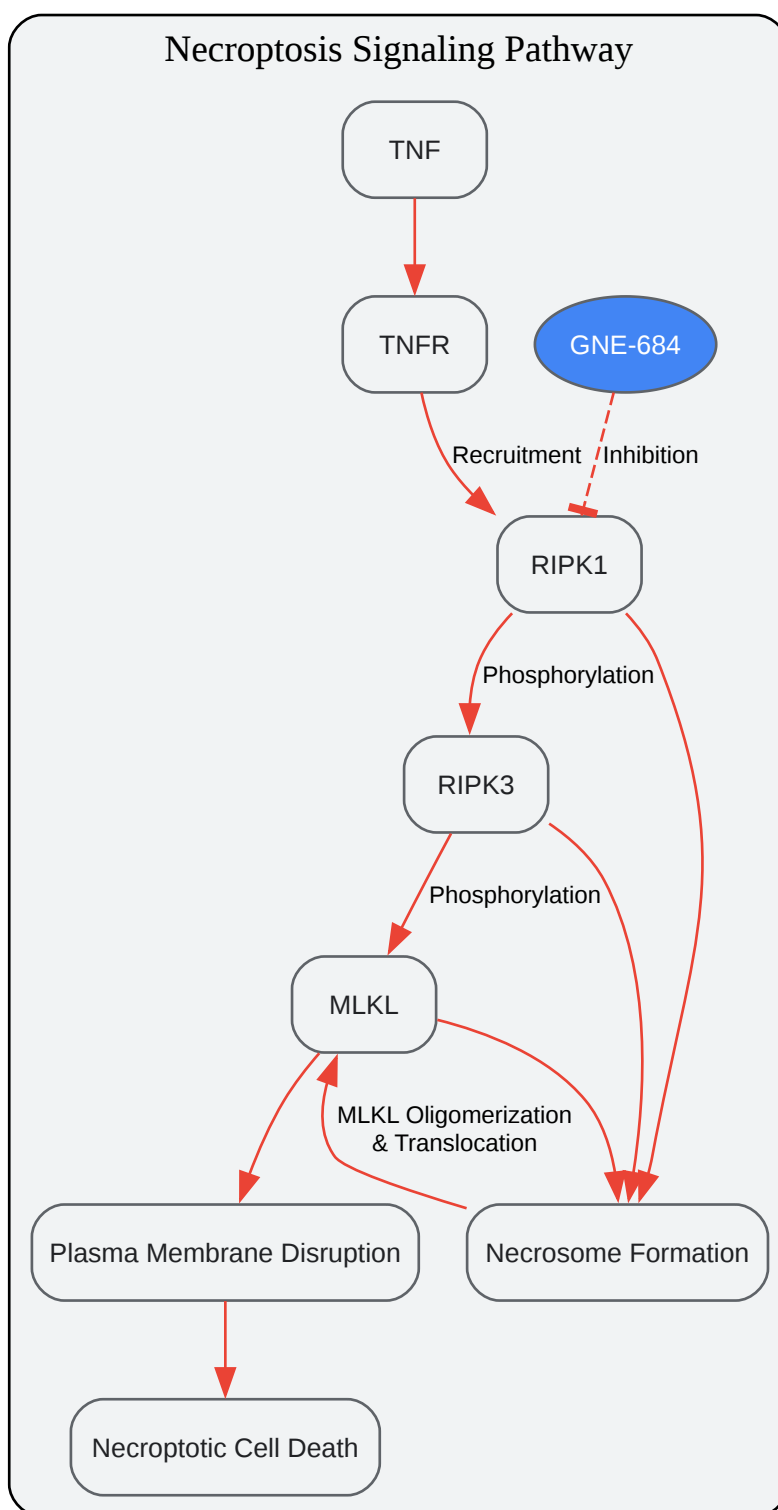 Necroptosis Signaling Pathway
TNF
TNFR
GNE-684
Recruitment
Inhibition
RIPK1
Phosphorylation
RIPK3
Phosphorylation
MLKL
MLKL Oligomerization
& Translocation
Plasma Membrane Disruption
Necrosome Formation
Necroptotic Cell Death